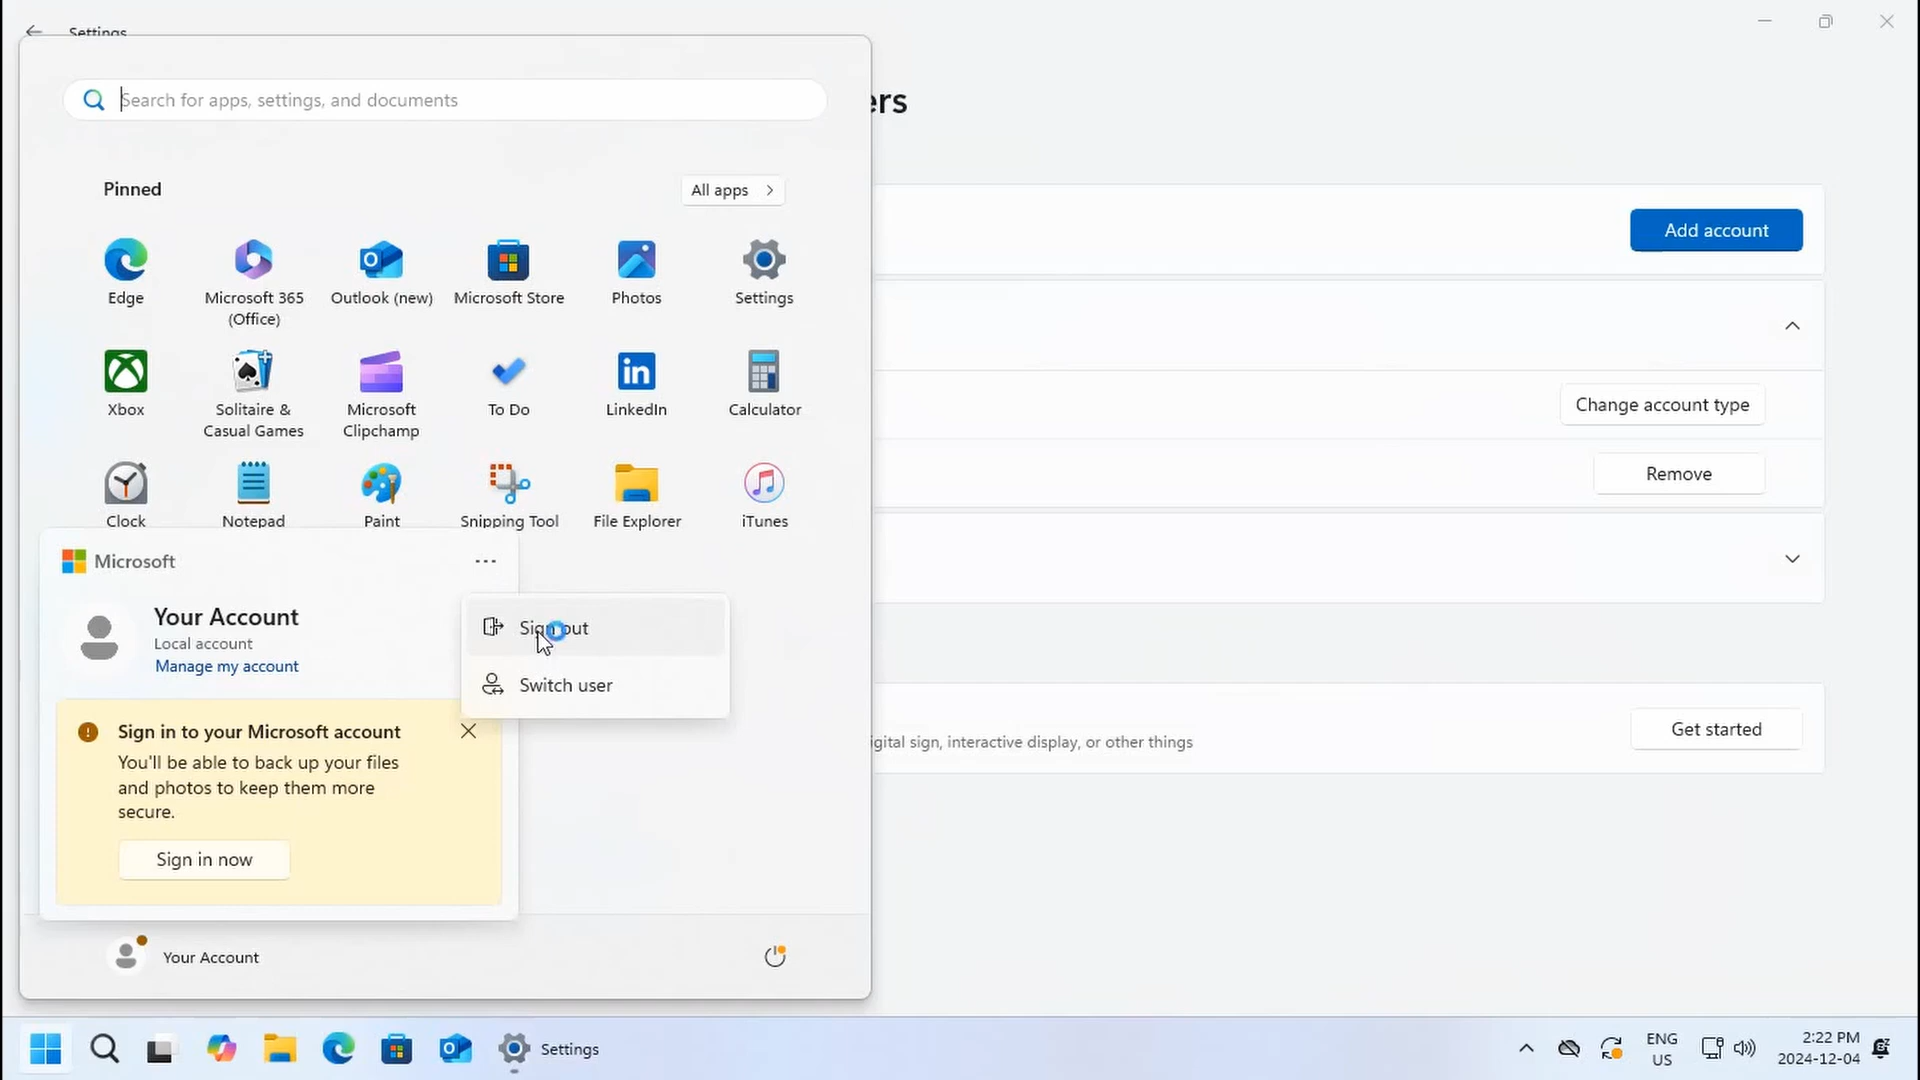 Settings
Search for apps, settings, and documents
ers
Pinned
All apps
Add account
Edge
Microsoft 365
(Office)
Outlook (new)
Microsoft Store
Photos
Settings
Xbox
Solitaire &
Casual Games
Microsoft
Clipchamp
To Do
LinkedIn
Calculator
Change account type
Remove
Clock
Notepad
Paint
Snipping Tool
File Explorer
iTunes
Microsoft
Your Account
Local account
Manage my account
Sign out
Switch user
Sign in to your Microsoft account
You'll be able to back up your files
and photos to keep them more
secure.
Sign in now
igital sign, interactive display, or other things
Get started
Your Account
Settings
ENG
US
2:22 PM
2024-12-04